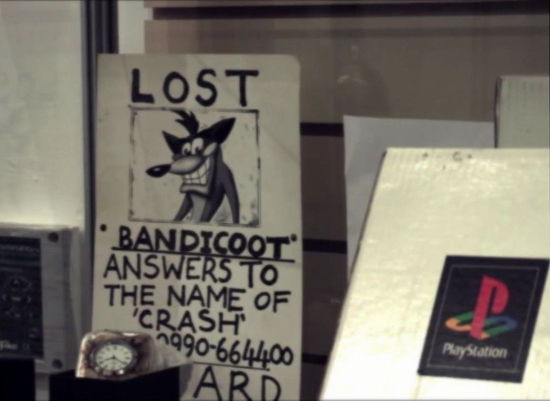 LOST
"BANDICOOT"
ANSWERS TO
THE NAME OF
'CRASH'
0990-664400
ARD
PlayStation